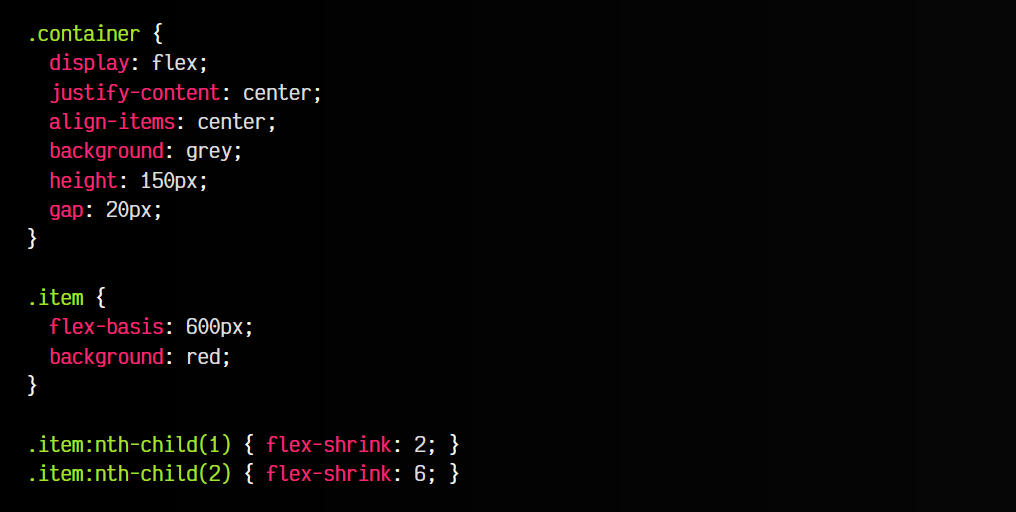 .container {
  display: flex;
  justify-content: center;
  align-items: center;
  background: grey;
  height: 150px;
  gap: 20px;
}

.item {
  flex-basis: 600px;
  background: red;
}

.item:nth-child(1) { flex-shrink: 2; }
.item:nth-child(2) { flex-shrink: 6; }